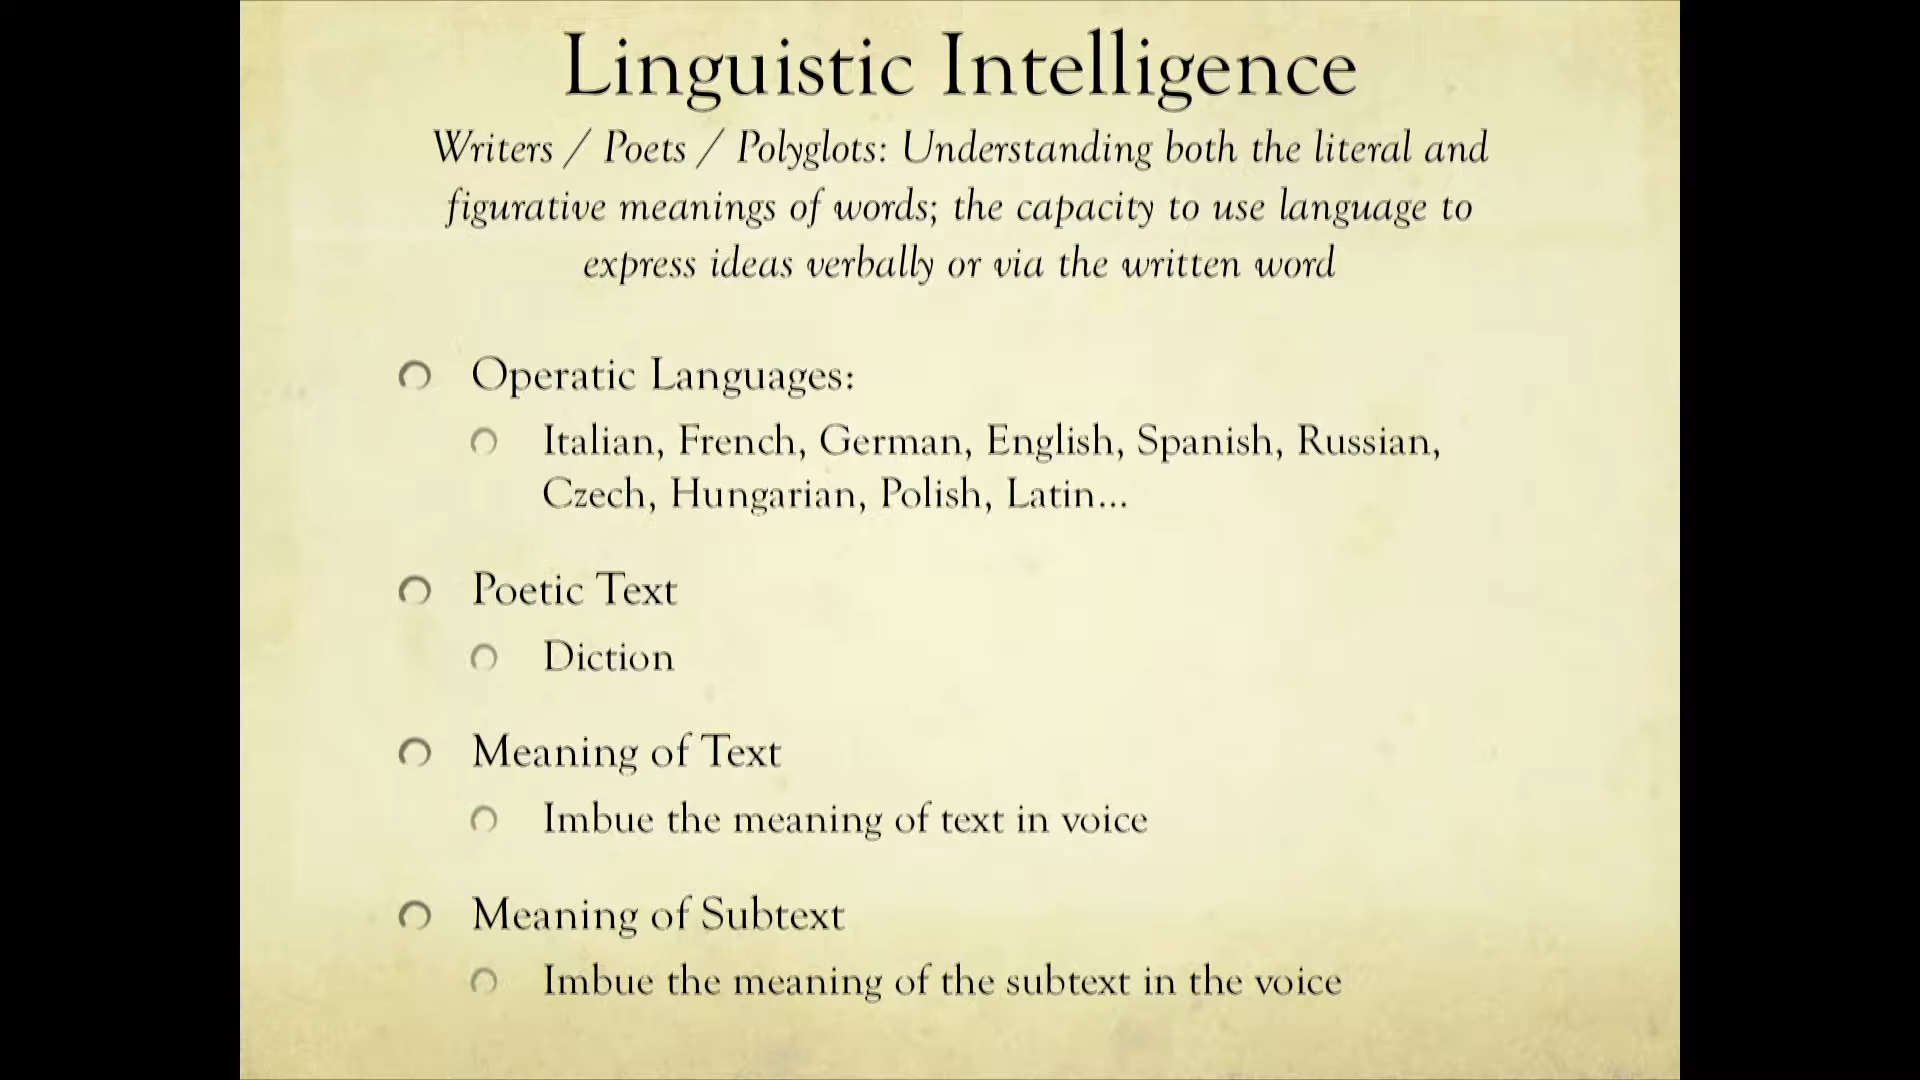 Linguistic Intelligence
Writers / Poets / Polyglots: Understanding both the literal and
figurative meanings of words; the capacity to use language to
express ideas verbally or via the written word
Operatic Languages:
Italian, French, German, English, Spanish, Russian,
Czech, Hungarian, Polish, Latin...
Poetic Text
Diction
Meaning of Text
Imbue the meaning of text in voice
Meaning of Subtext
Imbue the meaning of the subtext in the voice